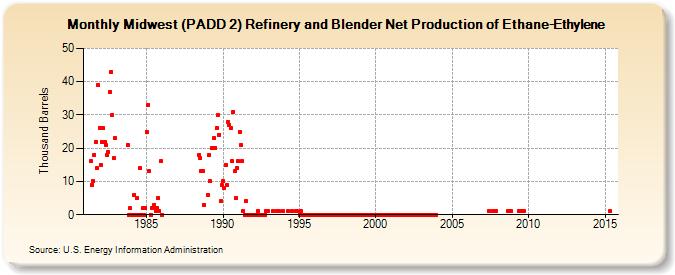 Monthly Midwest (PADD 2) Refinery and Blender Net Production of Ethane-Ethylene
Thousand Barrels
50
40
30
20
10
0
1985 1990 1995 2000 2005 2010 2015
Source: U.S. Energy Information Administration